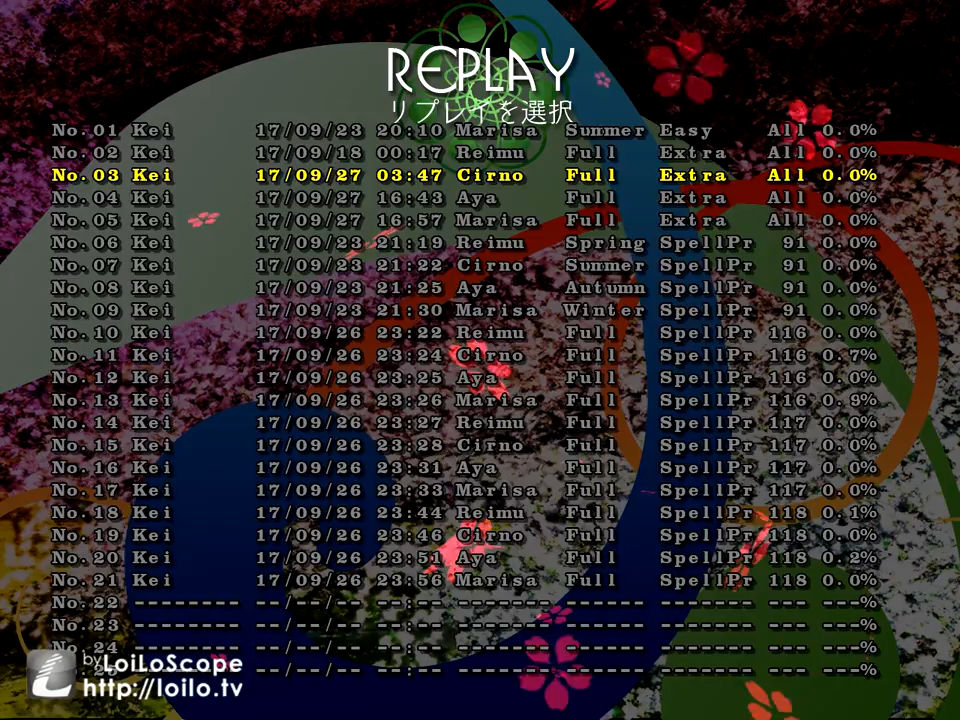 REPLAY
リプレイを選択
No.01 Kei 17/09/23 20:10 Marisa Summer Easy All 0.0%
No.02 Kei 17/09/18 00:17 Reimu Full Extra All 0.0%
No.03 Kei 17/09/27 03:47 Cirno Full Extra All 0.0%
No.04 Kei 17/09/27 16:43 Aya Full Extra All 0.0%
No.05 Kei 17/09/27 16:57 Marisa Full Extra All 0.0%
No.06 Kei 17/09/23 21:19 Reimu Spring SpellPr 91 0.0%
No.07 Kei 17/09/23 21:22 Cirno Summer SpellPr 91 0.0%
No.08 Kei 17/09/23 21:25 Aya Autumn SpellPr 91 0.0%
No.09 Kei 17/09/23 21:30 Marisa Winter SpellPr 91 0.0%
No.10 Kei 17/09/26 23:22 Reimu Full SpellPr 116 0.0%
No.11 Kei 17/09/26 23:24 Cirno Full SpellPr 116 0.7%
No.12 Kei 17/09/26 23:25 Aya Full SpellPr 116 0.0%
No.13 Kei 17/09/26 23:26 Marisa Full SpellPr 116 0.9%
No.14 Kei 17/09/26 23:27 Reimu Full SpellPr 117 0.0%
No.15 Kei 17/09/26 23:28 Cirno Full SpellPr 117 0.0%
No.16 Kei 17/09/26 23:31 Aya Full SpellPr 117 0.0%
No.17 Kei 17/09/26 23:33 Marisa Full SpellPr 117 0.0%
No.18 Kei 17/09/26 23:44 Reimu Full SpellPr 118 0.1%
No.19 Kei 17/09/26 23:46 Cirno Full SpellPr 118 0.0%
No.20 Kei 17/09/26 23:51 Aya Full SpellPr 118 0.2%
No.21 Kei 17/09/26 23:56 Marisa Full SpellPr 118 0.0%
No.22 -------- --/--/-- --:-- ------- ------ ------- --- ---%
No.23 -------- --/--/-- --:-- ------- ------ ------- --- ---%
No.24 -------- --/--/-- --:-- ------- ------ ------- --- ---%
--/--/-- --:-- ------- ------ ------- --- ---%
by LoiLoScope
http://loilo.tv